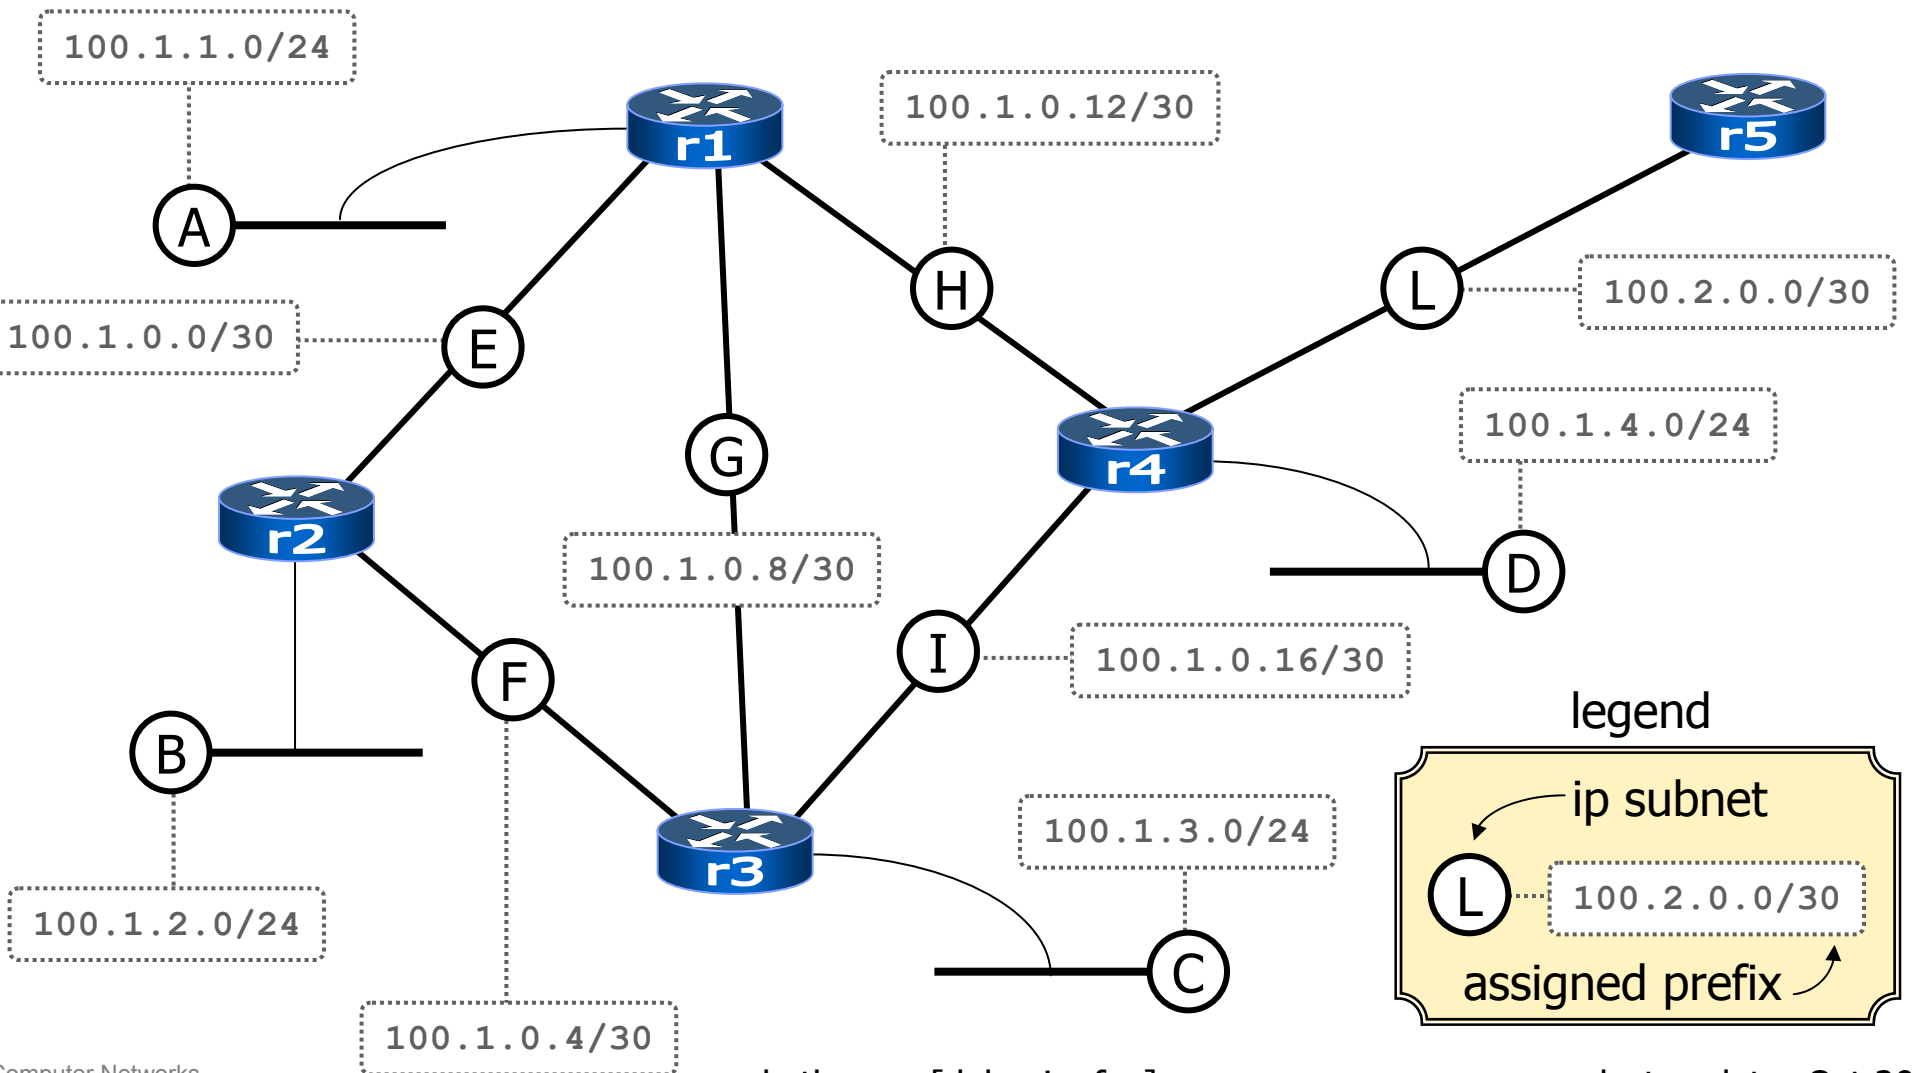 100.1.1.0/24
r1
100.1.0.12/30
r5
A
H
L
100.2.0.0/30
100.1.0.0/30
E
100.1.4.0/24
G
r4
r2
100.1.0.8/30
D
I
100.1.0.16/30
F
legend
B
ip subnet
100.1.3.0/24
r3
L
100.2.0.0/30
100.1.2.0/24
C
assigned prefix
100.1.0.4/30
Computer Networks